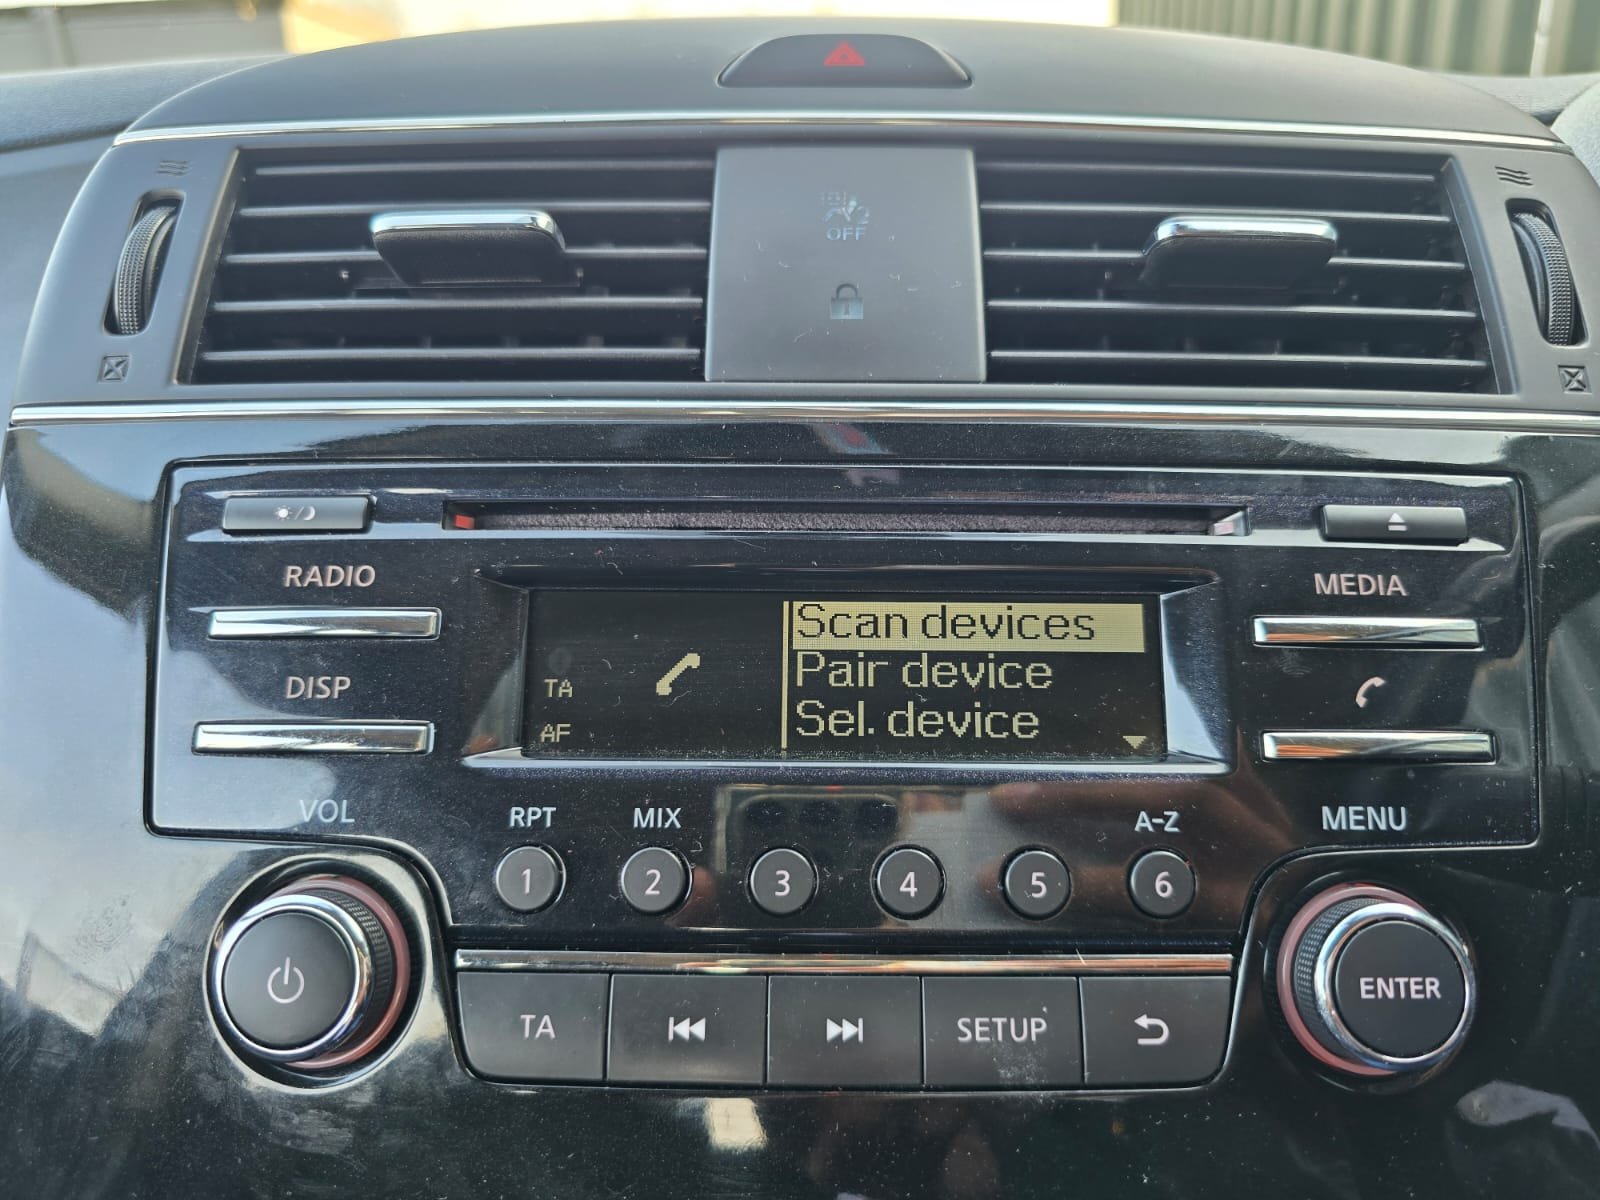 OFF
RADIO
MEDIA
Scan devices
Pair device
Sel. device
TA
AF
DISP
VOL
RPT
MIX
A-Z
MENU
1
2
3
4
5
6
ENTER
TA
SETUP